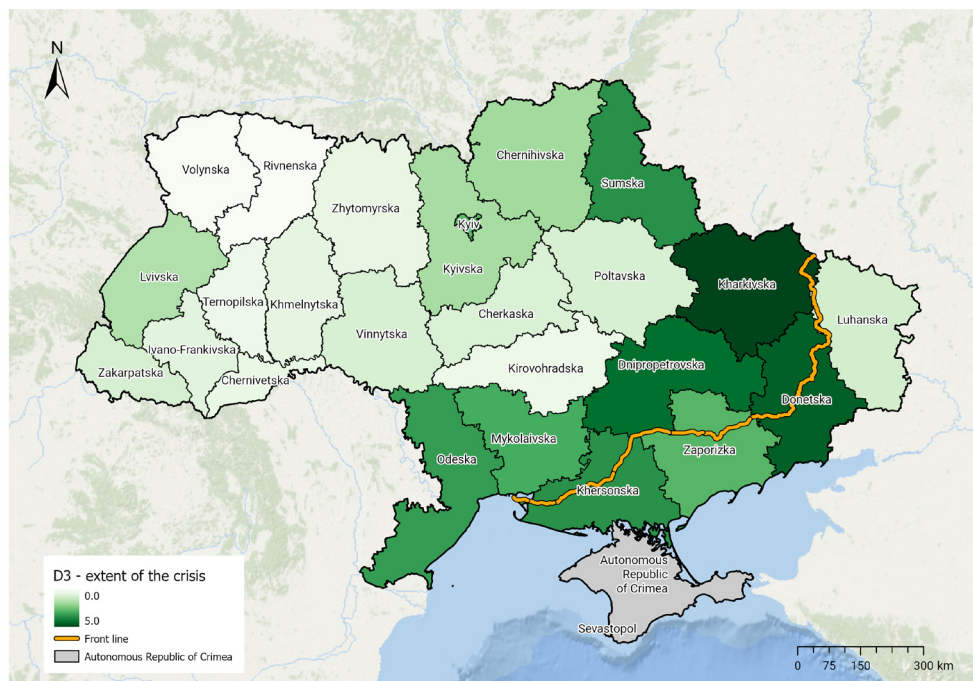 N
Chernihivska
Volynska
Rivnenska
Sumska
Zhytomyrska
Kyiv
Kyivska
Lvivska
Poltavska
Kharkivska
Ternopilska
Khmelnytska
Cherkaska
Luhanska
Vinnytska
Ivano-Frankivska
Zakarpatska
Chernivetska
Kirovohradska
Dnipropetrovska
Donetska
Mykolaivska
Odeska
Zaporizka
Khersonska
Autonomous
Republic
of Crimea
Sevastopol
D3 - extent of the crisis
0.0
5.0
Front line
Autonomous Republic of Crimea
0 75 150 300 km